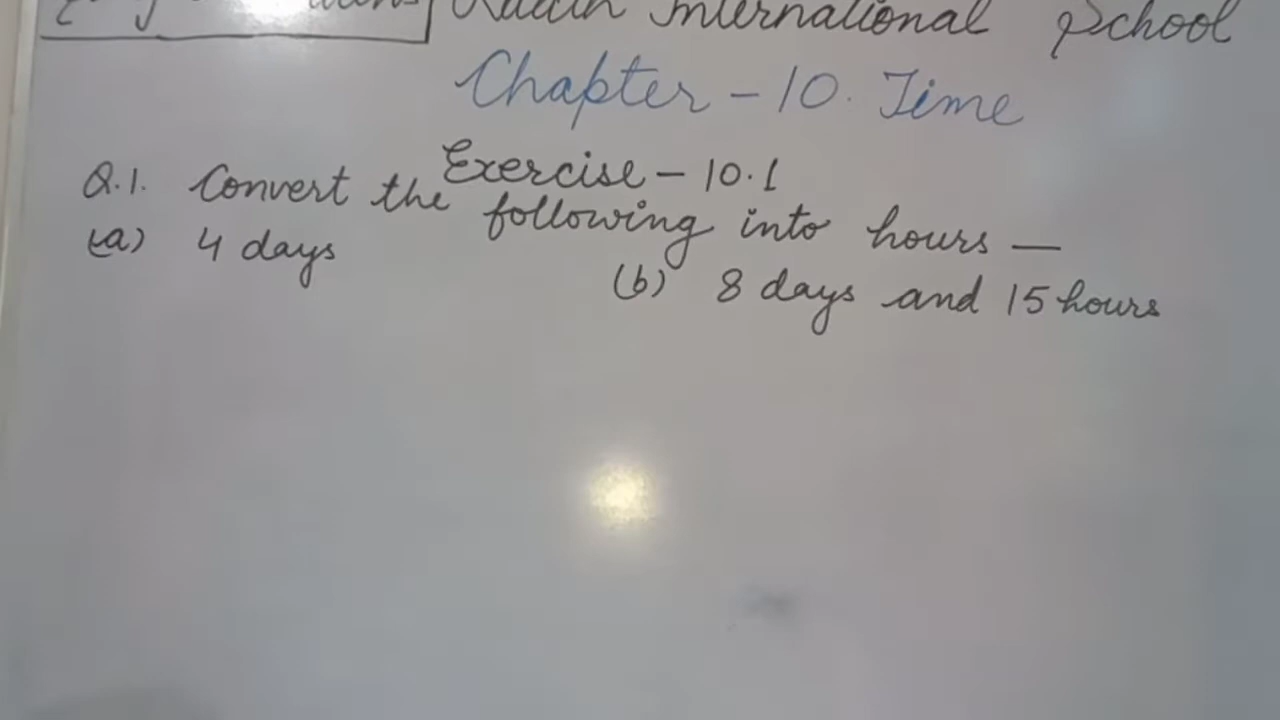 International School
Chapter - 10. Time
Exercise - 10.1
Q.1. Convert the following into hours —
(a) 4 days
(b) 8 days and 15 hours